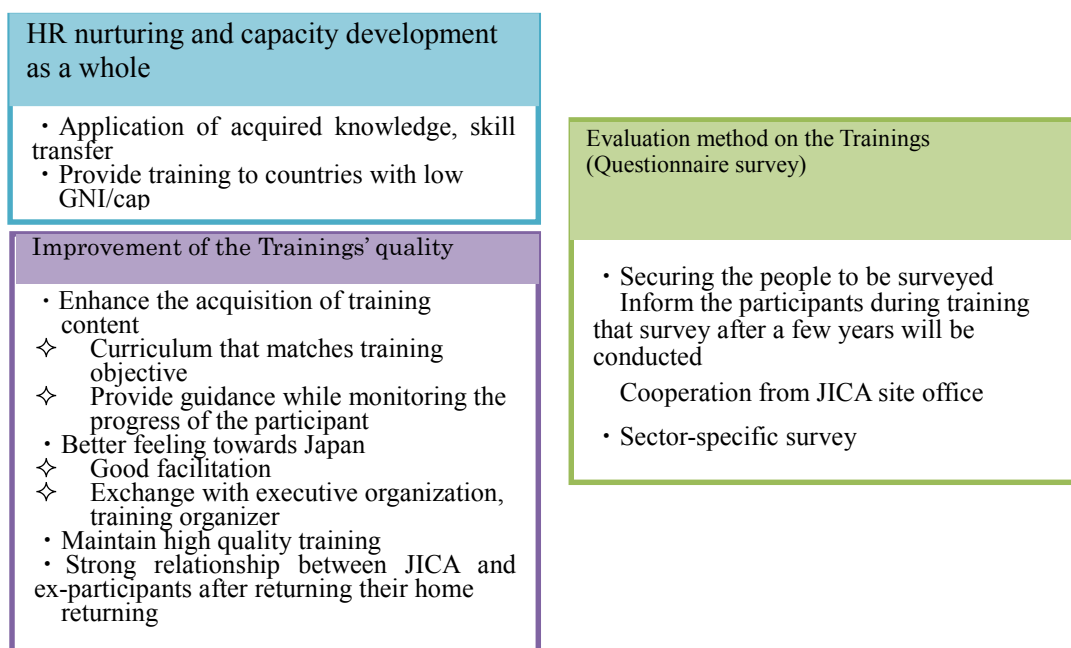 HR nurturing and capacity development
as a whole
・Application of acquired knowledge, skill
transfer
・Provide training to countries with low
GNI/cap
Improvement of the Trainings' quality
・Enhance the acquisition of training
content
✧ Curriculum that matches training
objective
✧ Provide guidance while monitoring the
progress of the participant
・Better feeling towards Japan
✧ Good facilitation
✧ Exchange with executive organization,
training organizer
・Maintain high quality training
・Strong relationship between JICA and
ex-participants after returning their home
returning
Evaluation method on the Trainings
(Questionnaire survey)
・Securing the people to be surveyed
Inform the participants during training
that survey after a few years will be
conducted
Cooperation from JICA site office
・Sector-specific survey